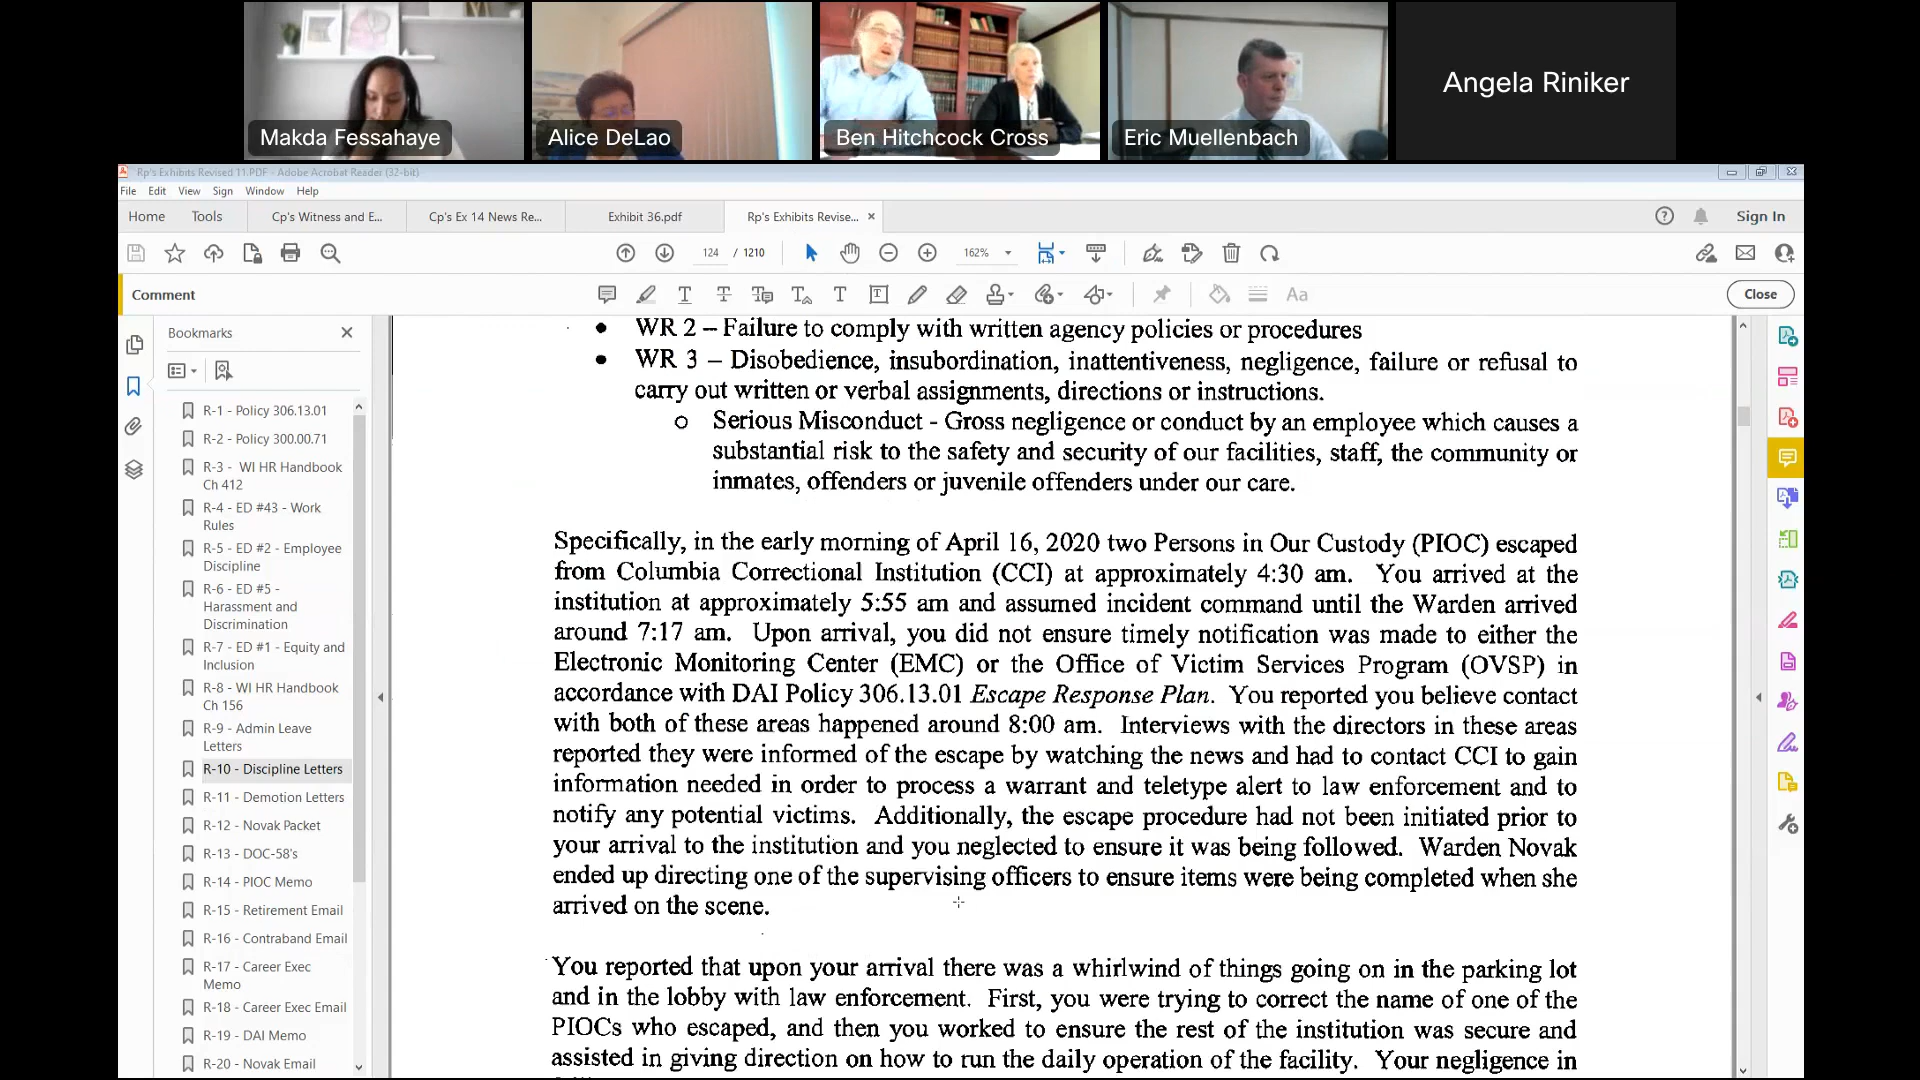 Makda Fessahaye
Alice DeLao
Ben Hitchcock Cross
Eric Muellenbach
Angela Riniker
Rp's Exhibits Revised 11.PDF - Adobe Acrobat Reader (32-bit)
File Edit View Sign Window Help
Home Tools Cp's Witness and E... Cp's Ex 14 News Re... Exhibit 36.pdf Rp's Exhibits Revise... Sign In
124 / 1210 162%
Comment Close
Aa
Bookmarks
R-1 - Policy 306.13.01
R-2 - Policy 300.00.71
R-3 - WI HR Handbook
Ch 412
R-4 - ED #43 - Work
Rules
R-5 - ED #2 - Employee
Discipline
R-6 - ED #5 -
Harassment and
Discrimination
R-7 - ED #1 - Equity and
Inclusion
R-8 - WI HR Handbook
Ch 156
R-9 - Admin Leave
Letters
R-10 - Discipline Letters
R-11 - Demotion Letters
R-12 - Novak Packet
R-13 - DOC-58's
R-14 - PIOC Memo
R-15 - Retirement Email
R-16 - Contraband Email
R-17 - Career Exec
Memo
R-18 - Career Exec Email
R-19 - DAI Memo
R-20 - Novak Email
• WR 2 – Failure to comply with written agency policies or procedures
• WR 3 – Disobedience, insubordination, inattentiveness, negligence, failure or refusal to
carry out written or verbal assignments, directions or instructions.
o Serious Misconduct - Gross negligence or conduct by an employee which causes a
substantial risk to the safety and security of our facilities, staff, the community or
inmates, offenders or juvenile offenders under our care.
Specifically, in the early morning of April 16, 2020 two Persons in Our Custody (PIOC) escaped
from Columbia Correctional Institution (CCI) at approximately 4:30 am. You arrived at the
institution at approximately 5:55 am and assumed incident command until the Warden arrived
around 7:17 am. Upon arrival, you did not ensure timely notification was made to either the
Electronic Monitoring Center (EMC) or the Office of Victim Services Program (OVSP) in
accordance with DAI Policy 306.13.01 Escape Response Plan. You reported you believe contact
with both of these areas happened around 8:00 am. Interviews with the directors in these areas
reported they were informed of the escape by watching the news and had to contact CCI to gain
information needed in order to process a warrant and teletype alert to law enforcement and to
notify any potential victims. Additionally, the escape procedure had not been initiated prior to
your arrival to the institution and you neglected to ensure it was being followed. Warden Novak
ended up directing one of the supervising officers to ensure items were being completed when she
arrived on the scene.
You reported that upon your arrival there was a whirlwind of things going on in the parking lot
and in the lobby with law enforcement. First, you were trying to correct the name of one of the
PIOCs who escaped, and then you worked to ensure the rest of the institution was secure and
assisted in giving direction on how to run the daily operation of the facility. Your negligence in